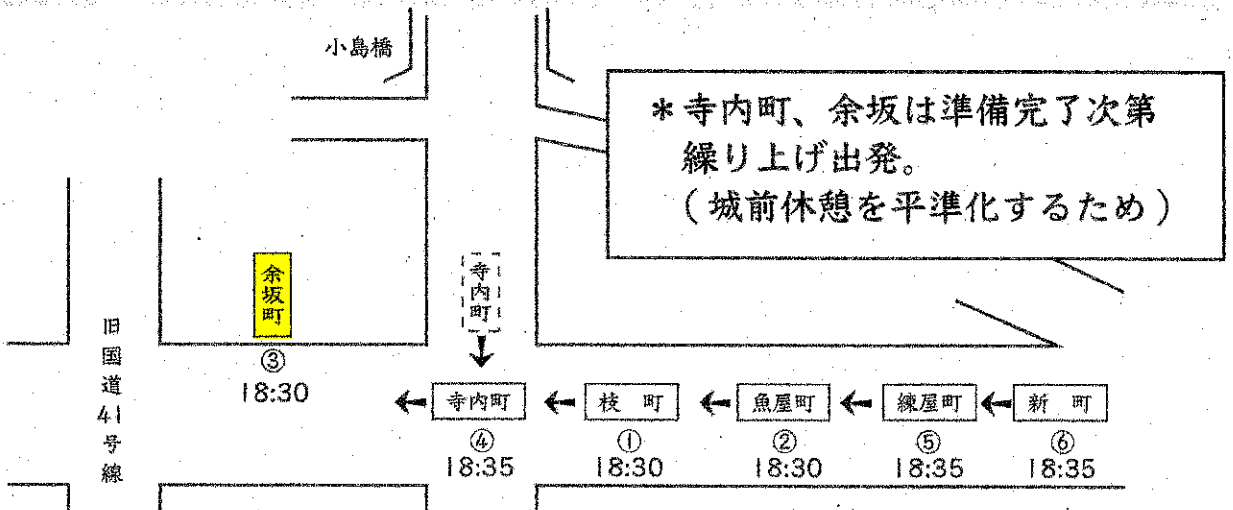 小島橋
＊寺内町、余坂は準備完了次第
繰り上げ出発。
（城前休憩を平準化するため）
余坂町
寺内町
旧国道41号線
③
18:30
寺内町
枝 町
魚屋町
練屋町
新 町
④
①
②
⑤
⑥
18:35
18:30
18:30
18:35
18:35